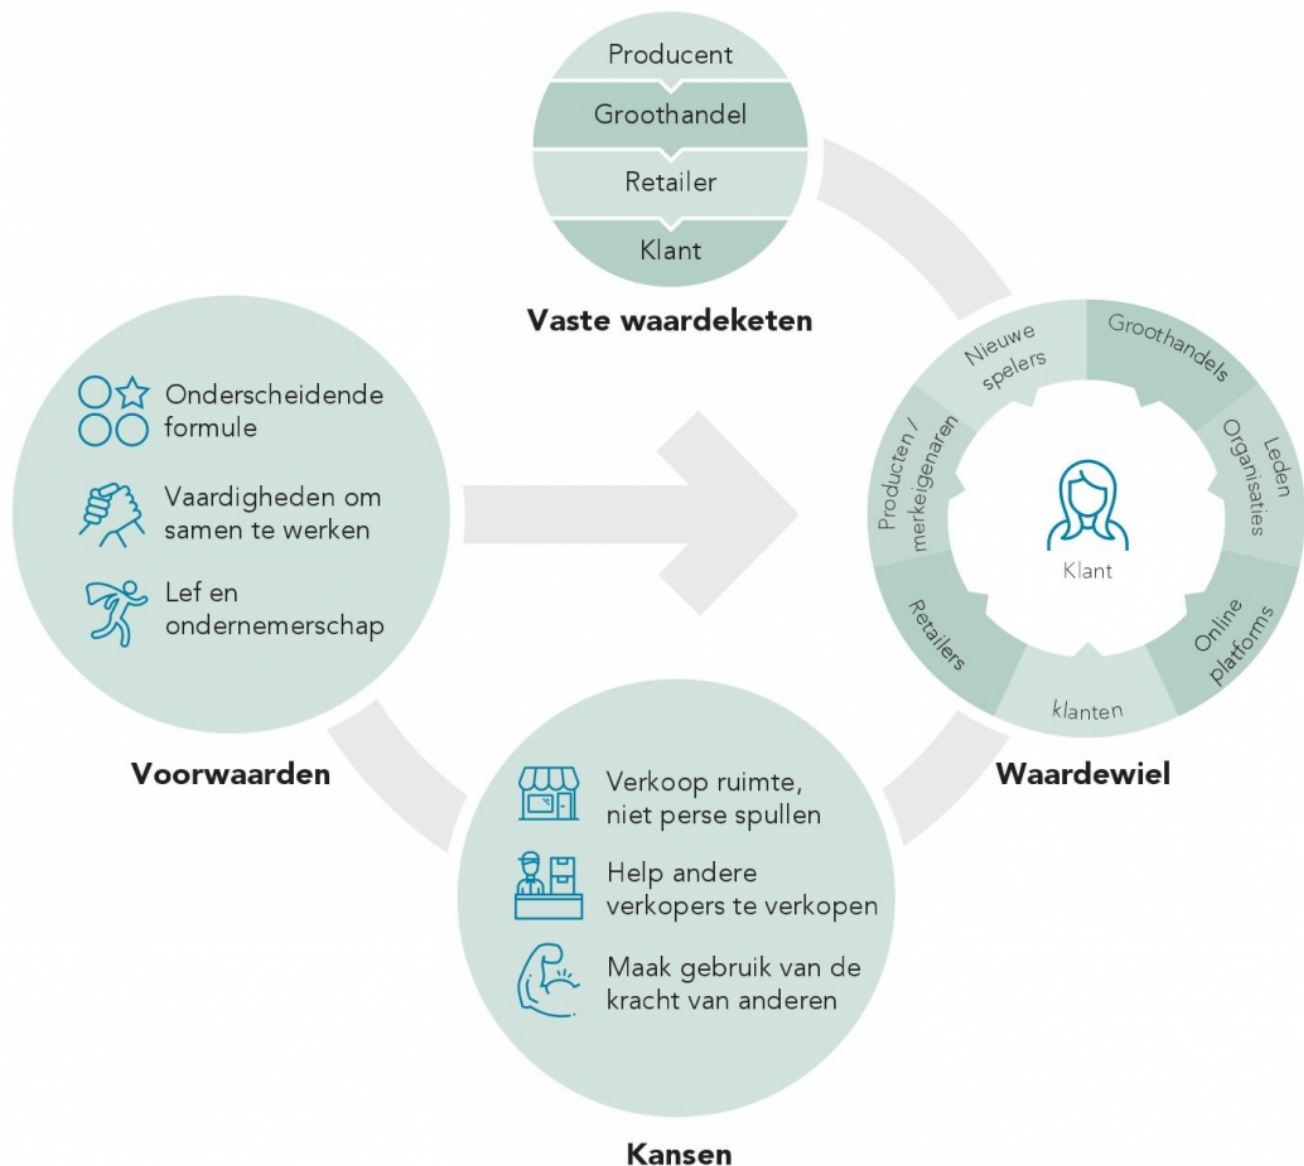 Producent
Groothandel
Retailer
Klant
Vaste waardeketen
Onderscheidende
formule
Vaardigheden om
samen te werken
Lef en
ondernemerschap
Voorwaarden
Nieuwe
spelers
Groothandels
Leden
Organisaties
Online
platforms
klanten
Retailers
Producten /
merkeigenaren
Klant
Waardewiel
Verkoop ruimte,
niet perse spullen
Help andere
verkopers te verkopen
Maak gebruik van de
kracht van anderen
Kansen